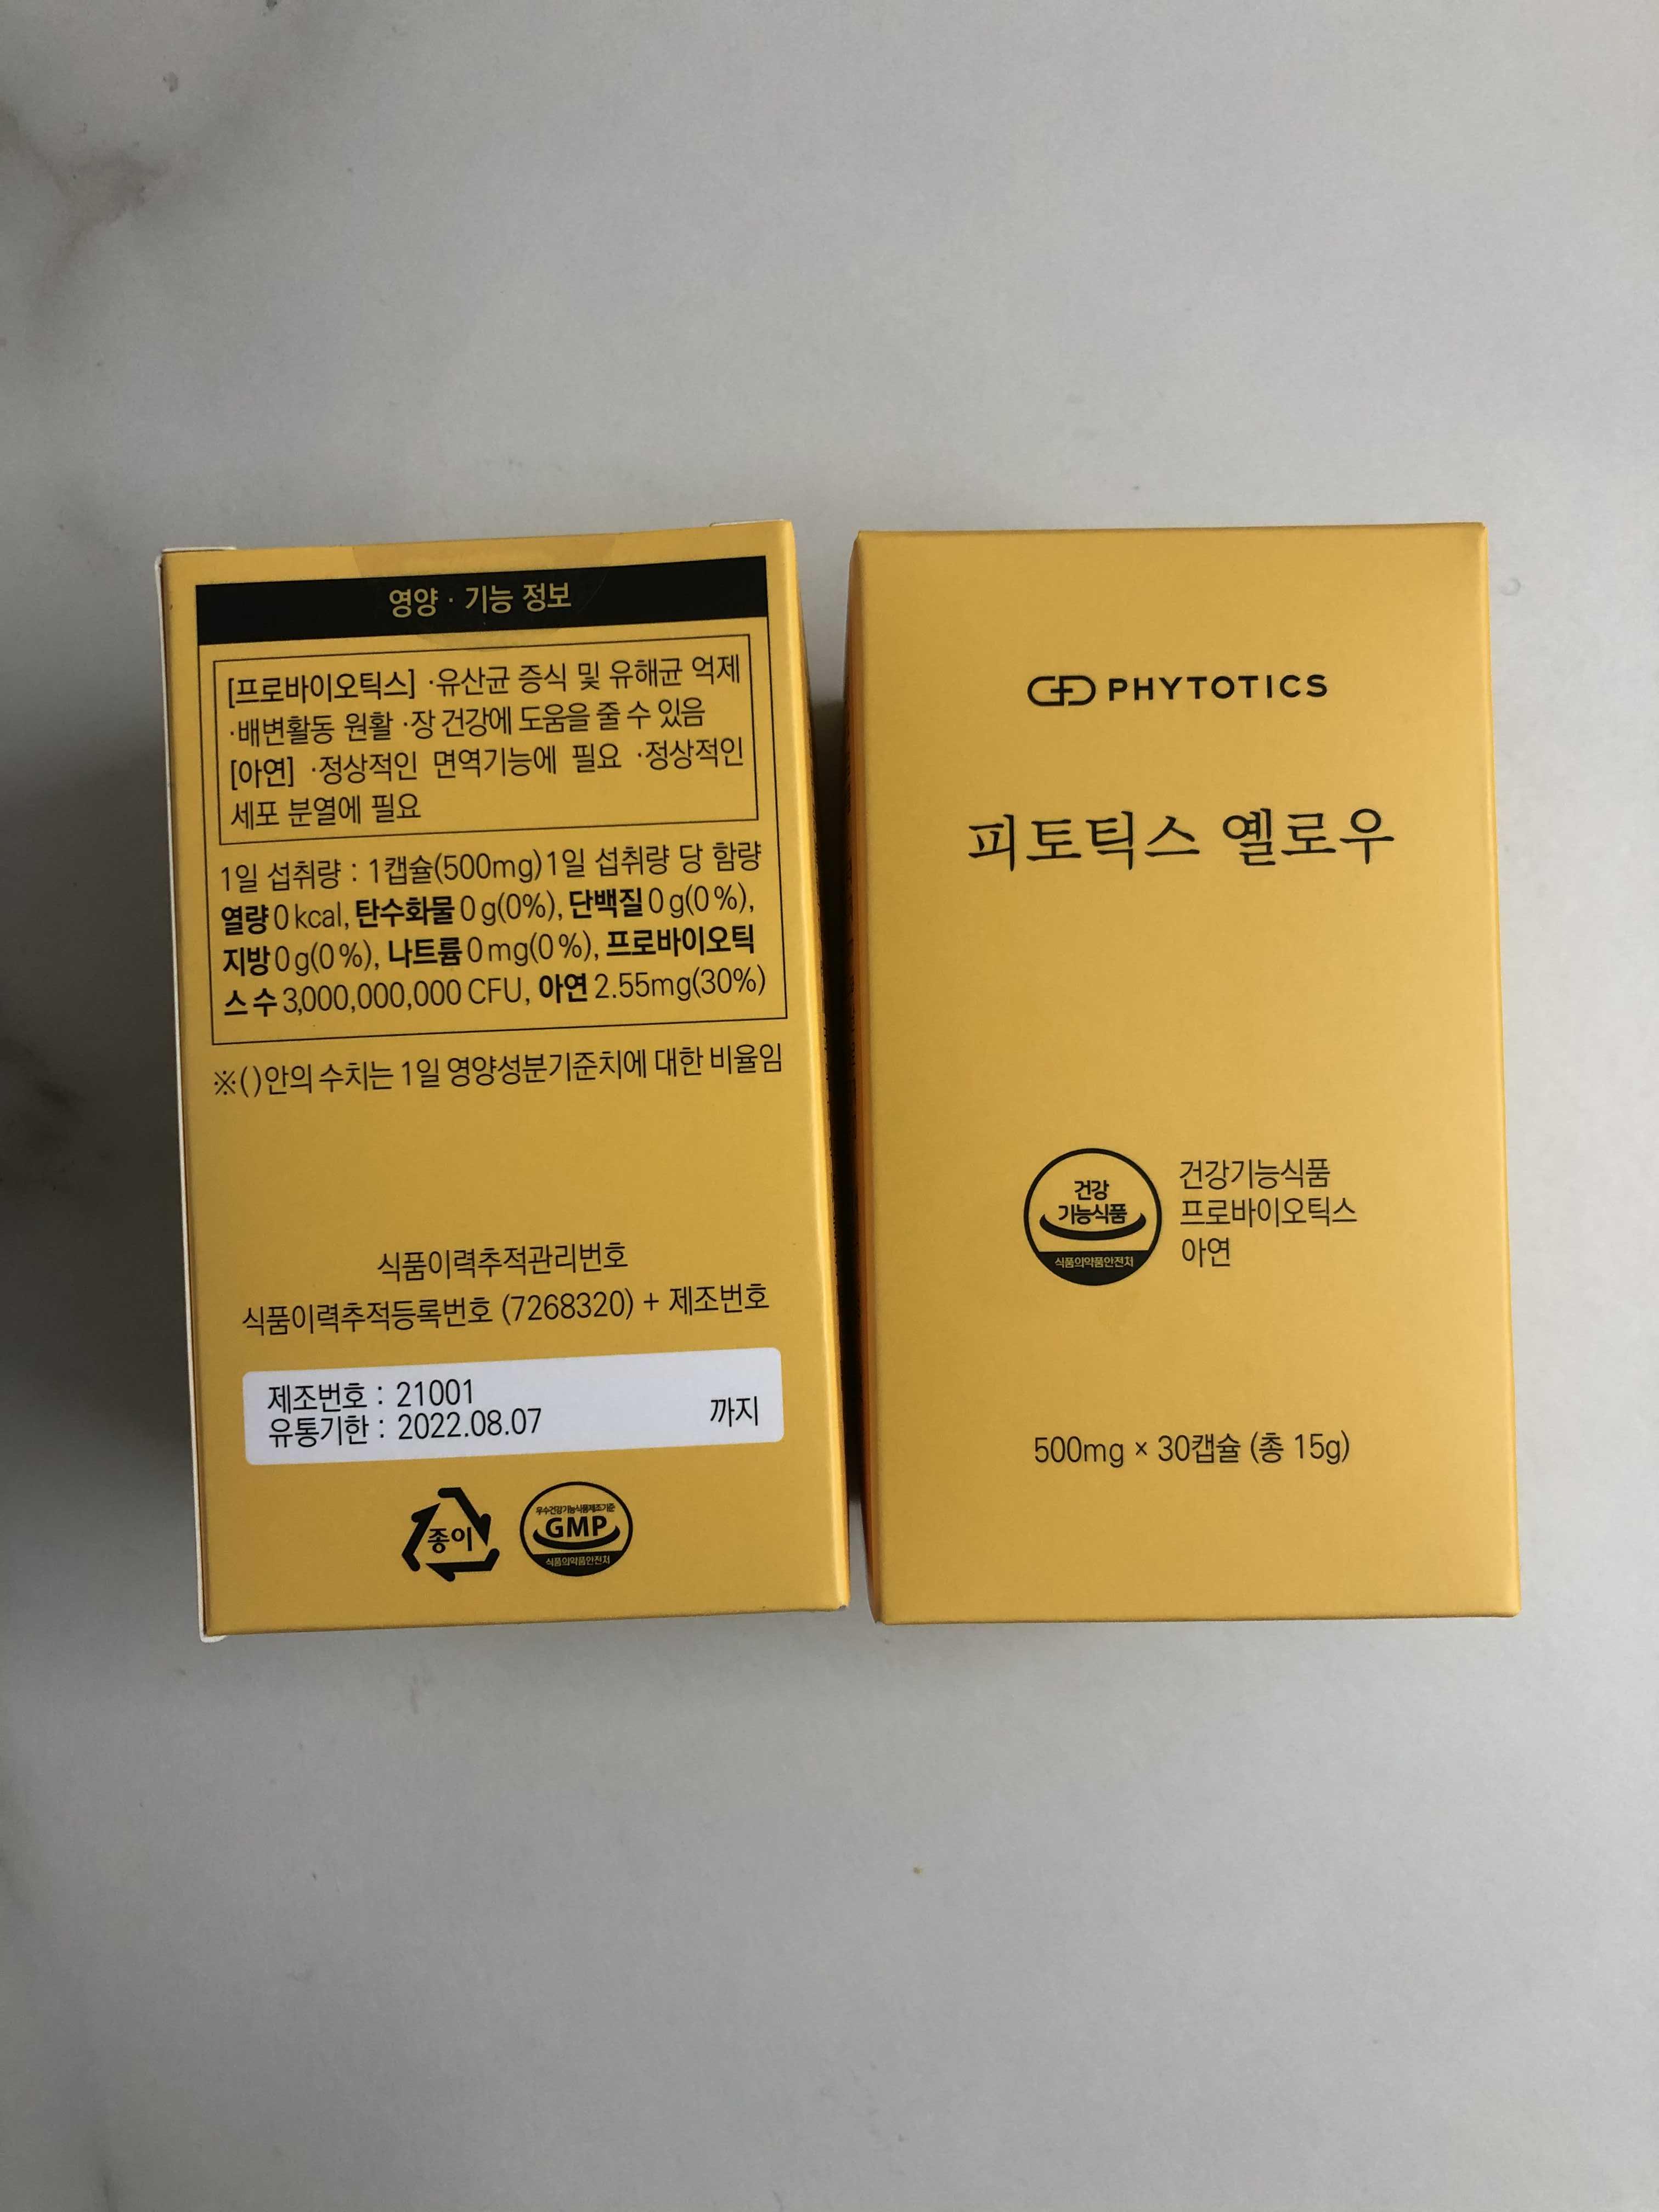 영양 · 기능 정보
[프로바이오틱스] ·유산균 증식 및 유해균 억제
·배변활동 원활 ·장 건강에 도움을 줄 수 있음
[아연] ·정상적인 면역기능에 필요 ·정상적인
세포 분열에 필요
1일 섭취량 : 1캡슐(500mg)1일 섭취량 당 함량
열량 0 kcal, 탄수화물 0 g(0%), 단백질 0 g(0%),
지방 0 g(0%), 나트륨 0 mg(0%), 프로바이오틱
스 수 3,000,000,000 CFU, 아연 2.55mg(30%)
※( )안의 수치는 1일 영양성분기준치에 대한 비율임
식품이력추적관리번호
식품이력추적등록번호 (7268320) + 제조번호
제조번호 : 21001
유통기한 : 2022.08.07 까지
종이
우수건강기능식품제조기준
GMP
식품의약품안전처
PHYTOTICS
피토틱스 옐로우
건강
기능식품
식품의약품안전처
건강기능식품
프로바이오틱스
아연
500mg × 30캡슐 (총 15g)